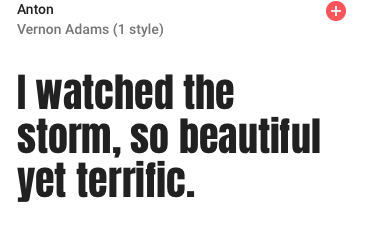 Anton
Vernon Adams (1 style)
I watched the
storm, so beautiful
yet terrific.